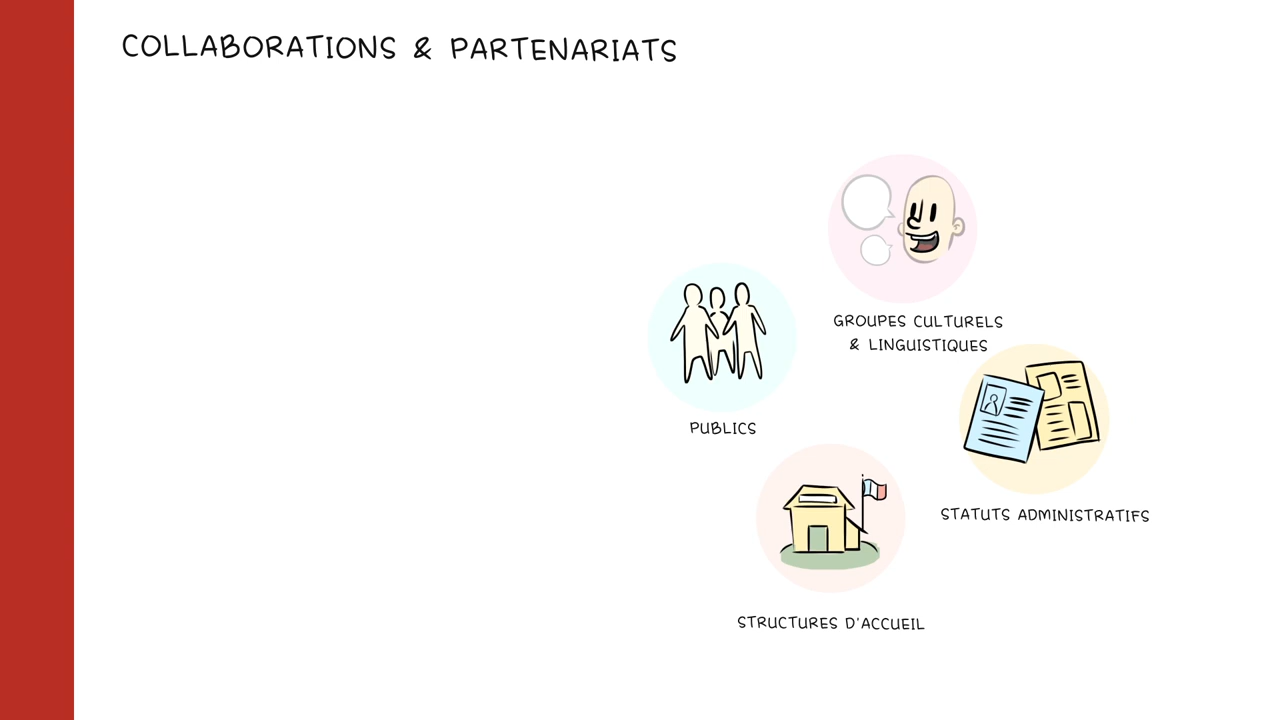 COLLABORATIONS & PARTENARIATS
GROUPES CULTURELS
& LINGUISTIQUES
PUBLICS
STATUTS ADMINISTRATIFS
STRUCTURES D'ACCUEIL